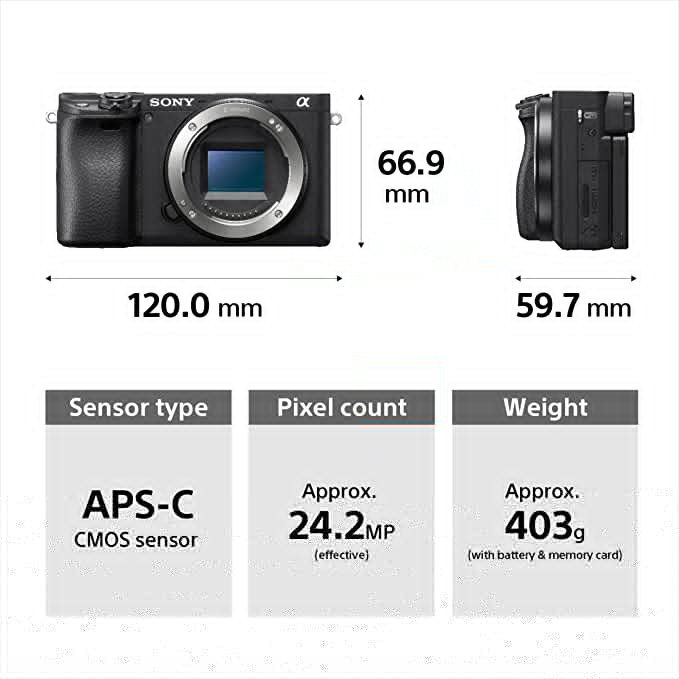 SONY
α
66.9
mm
120.0 mm
59.7 mm
Sensor type
APS-C
CMOS sensor
Pixel count
Approx.
24.2MP
(effective)
Weight
Approx.
403g
(with battery & memory card)